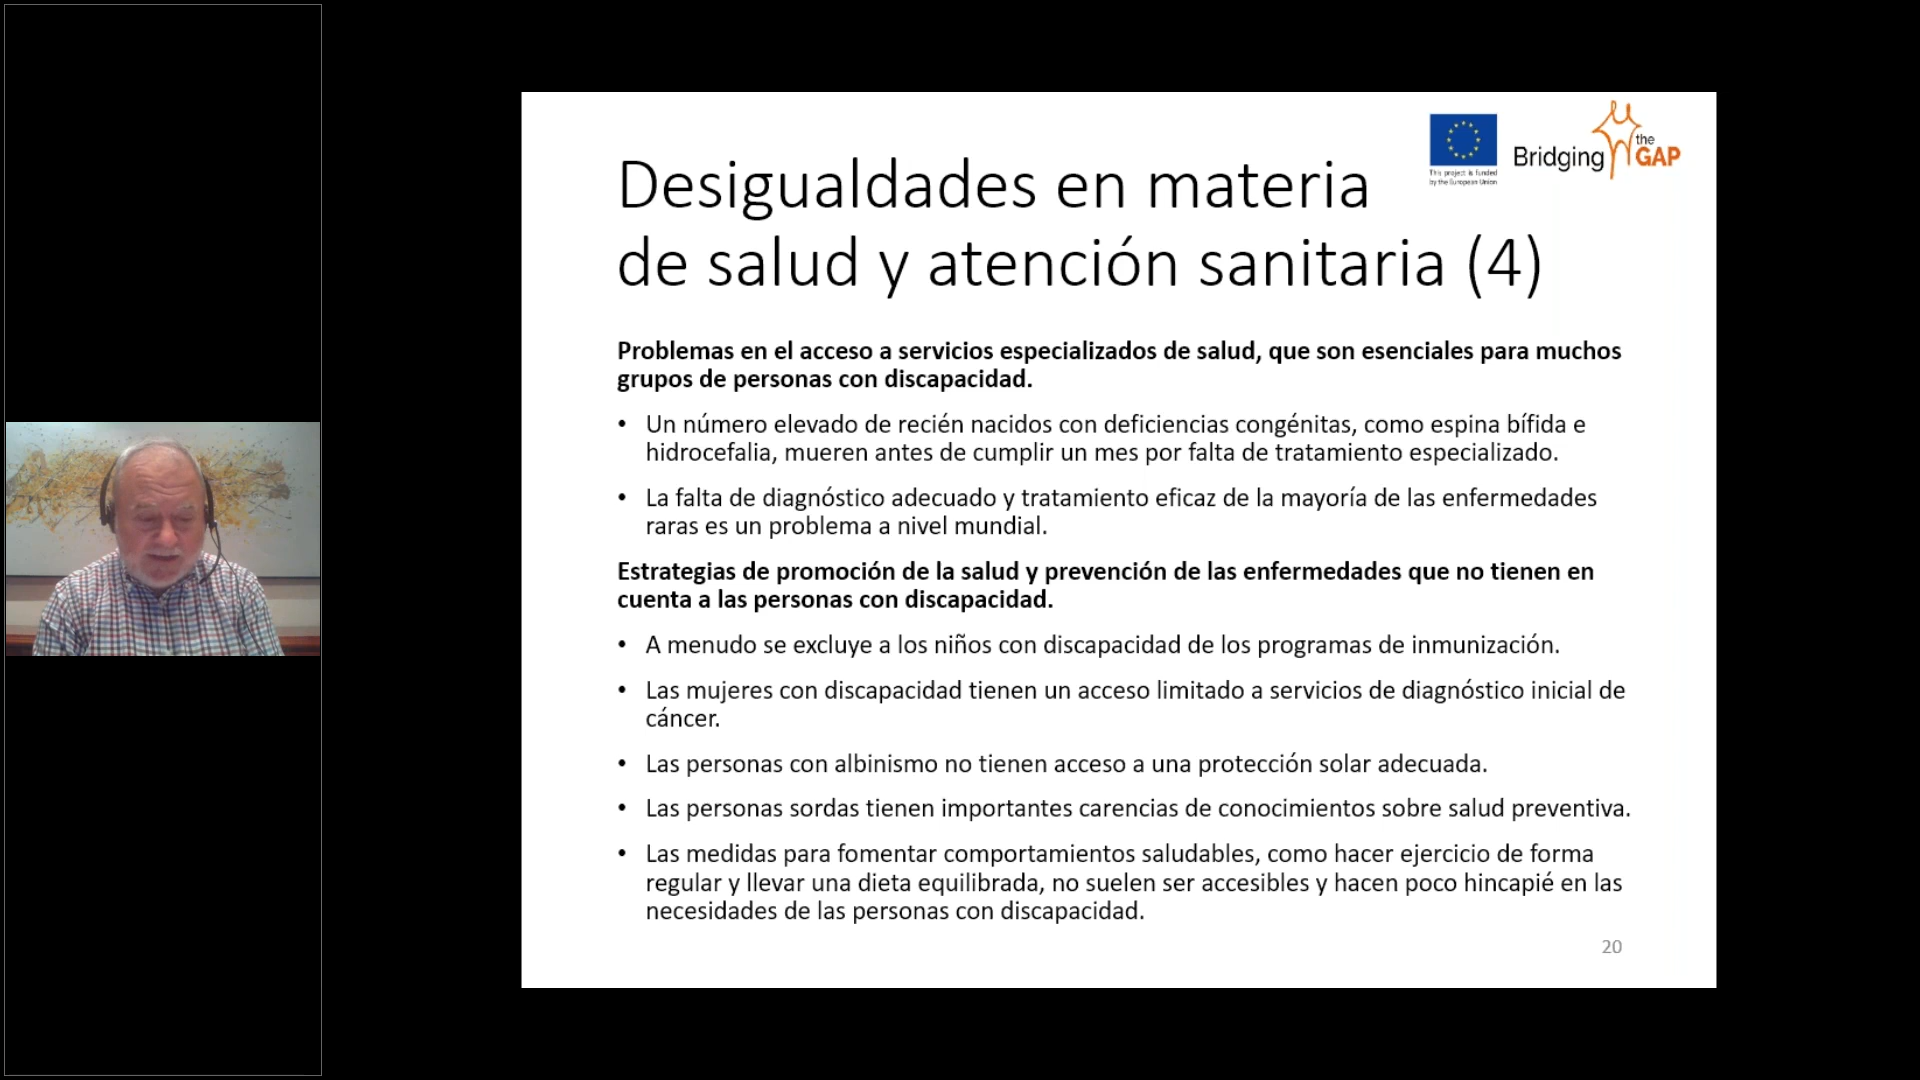 This project is funded
by the European Union
Bridging the GAP
Desigualdades en materia
de salud y atención sanitaria (4)
Problemas en el acceso a servicios especializados de salud, que son esenciales para muchos
grupos de personas con discapacidad.
• Un número elevado de recién nacidos con deficiencias congénitas, como espina bífida e
hidrocefalia, mueren antes de cumplir un mes por falta de tratamiento especializado.
• La falta de diagnóstico adecuado y tratamiento eficaz de la mayoría de las enfermedades
raras es un problema a nivel mundial.
Estrategias de promoción de la salud y prevención de las enfermedades que no tienen en
cuenta a las personas con discapacidad.
• A menudo se excluye a los niños con discapacidad de los programas de inmunización.
• Las mujeres con discapacidad tienen un acceso limitado a servicios de diagnóstico inicial de
cáncer.
• Las personas con albinismo no tienen acceso a una protección solar adecuada.
• Las personas sordas tienen importantes carencias de conocimientos sobre salud preventiva.
• Las medidas para fomentar comportamientos saludables, como hacer ejercicio de forma
regular y llevar una dieta equilibrada, no suelen ser accesibles y hacen poco hincapié en las
necesidades de las personas con discapacidad.
20